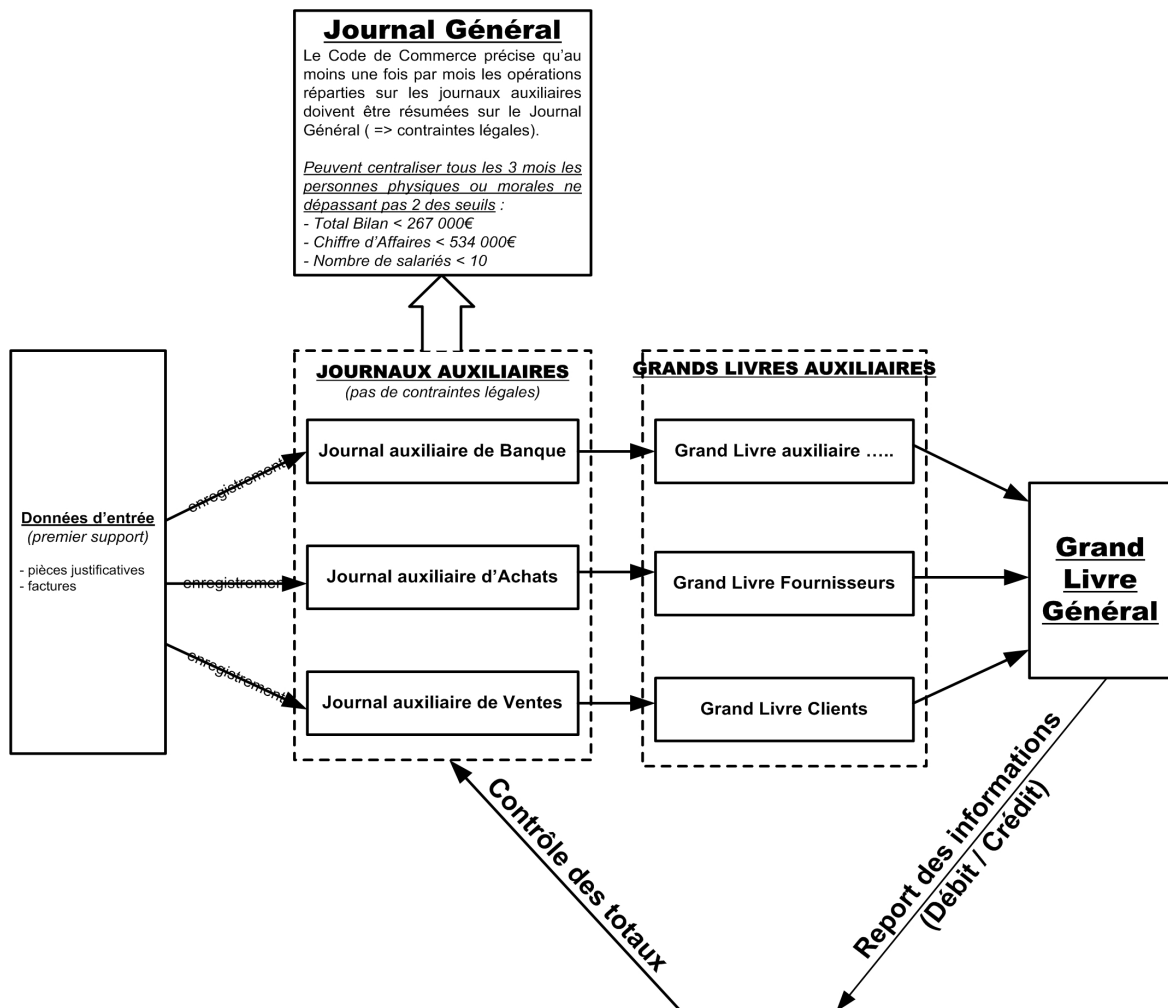 Journal Général
Le Code de Commerce précise qu'au
moins une fois par mois les opérations
réparties sur les journaux auxiliaires
doivent être résumées sur le Journal
Général ( => contraintes légales).
Peuvent centraliser tous les 3 mois les
personnes physiques ou morales ne
dépassant pas 2 des seuils :
- Total Bilan < 267 000€
- Chiffre d'Affaires < 534 000€
- Nombre de salariés < 10
Données d'entrée
(premier support)
- pièces justificatives
- factures
enregistrement
enregistrement
enregistrement
JOURNAUX AUXILIAIRES
(pas de contraintes légales)
Journal auxiliaire de Banque
Journal auxiliaire d'Achats
Journal auxiliaire de Ventes
GRANDS LIVRES AUXILIAIRES
Grand Livre auxiliaire …..
Grand Livre Fournisseurs
Grand Livre Clients
Grand
Livre
Général
Contrôle des totaux
Report des informations
(Débit / Crédit)